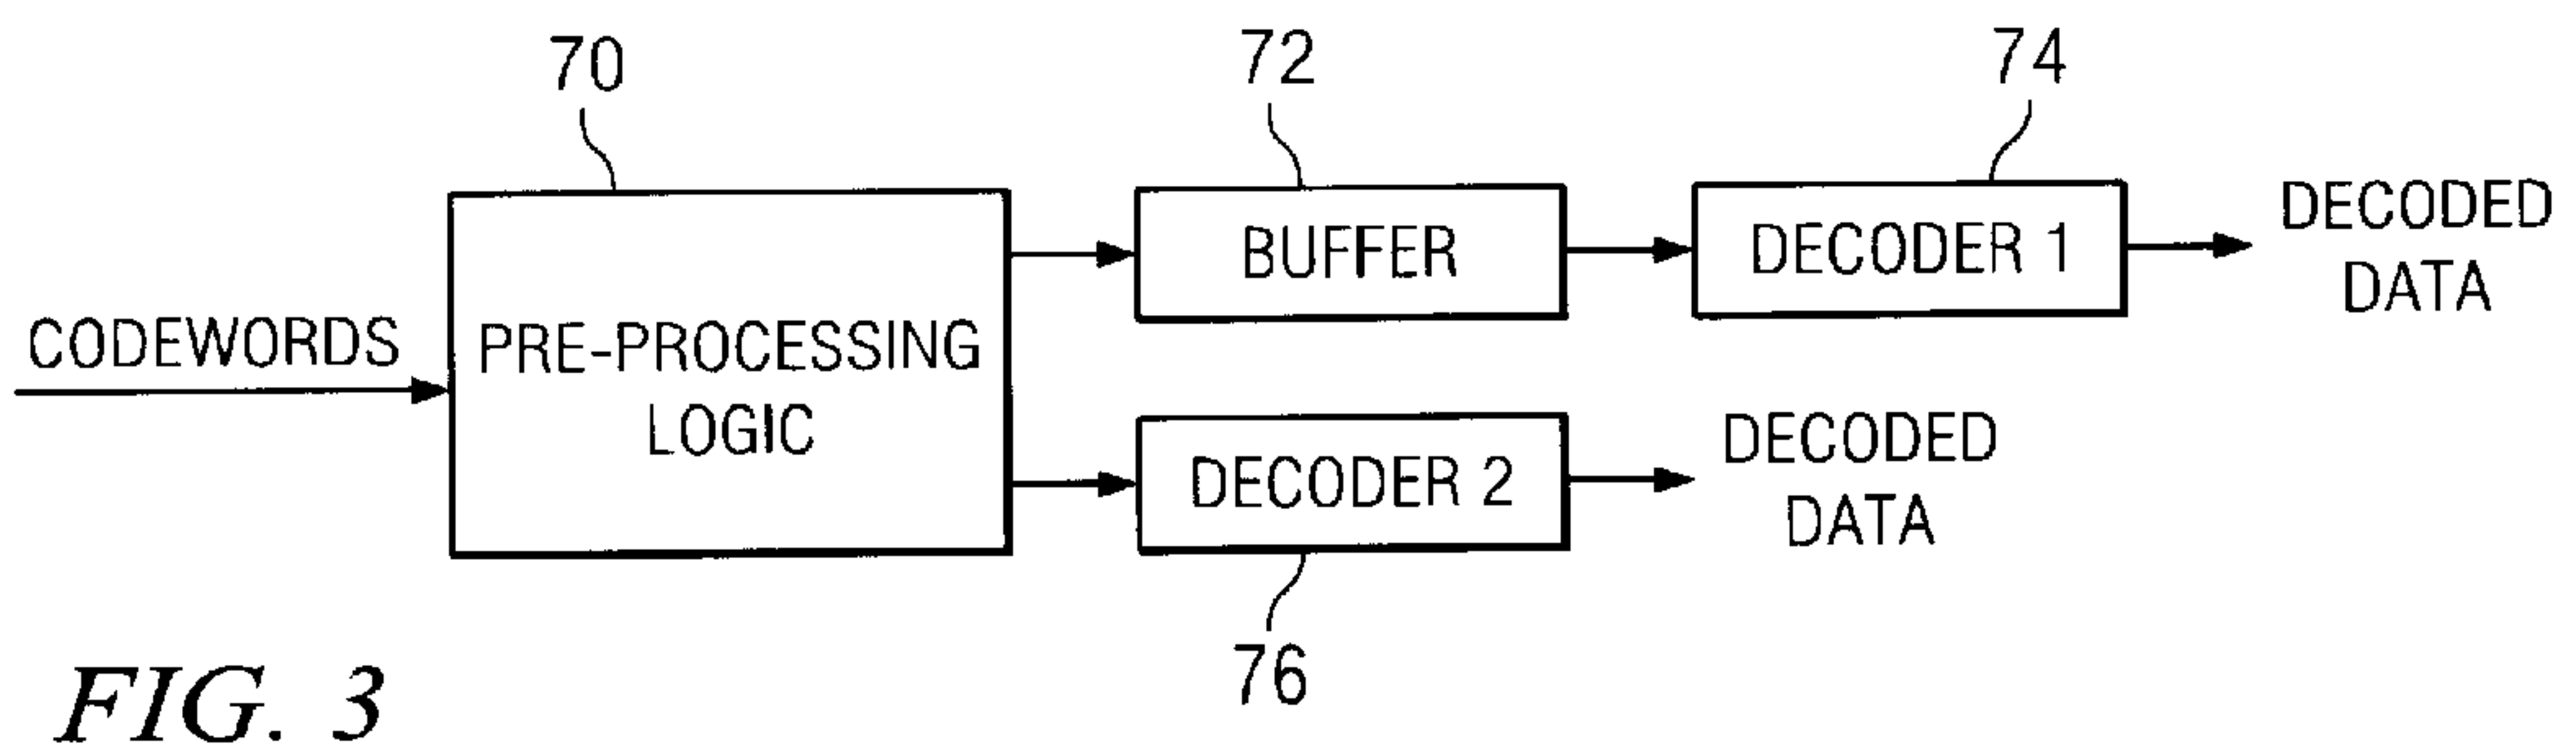 70
72
74
CODEWORDS
PRE-PROCESSING
LOGIC
BUFFER
DECODER 1
DECODED
DATA
DECODER 2
DECODED
DATA
76
FIG. 3